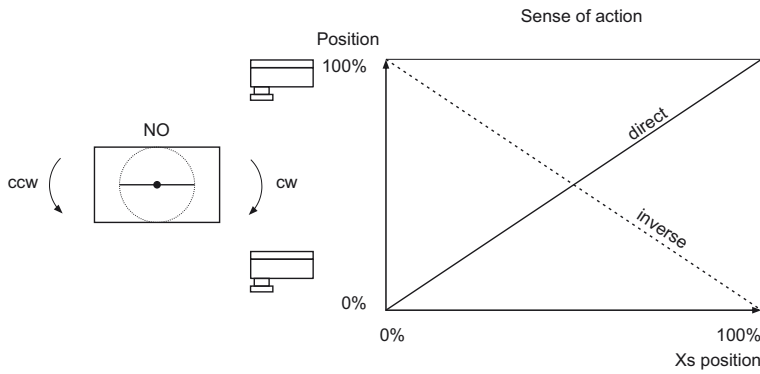 Sense of action
Position
100%
NO
ccw
cw
direct
inverse
0%
0%
100%
Xs position